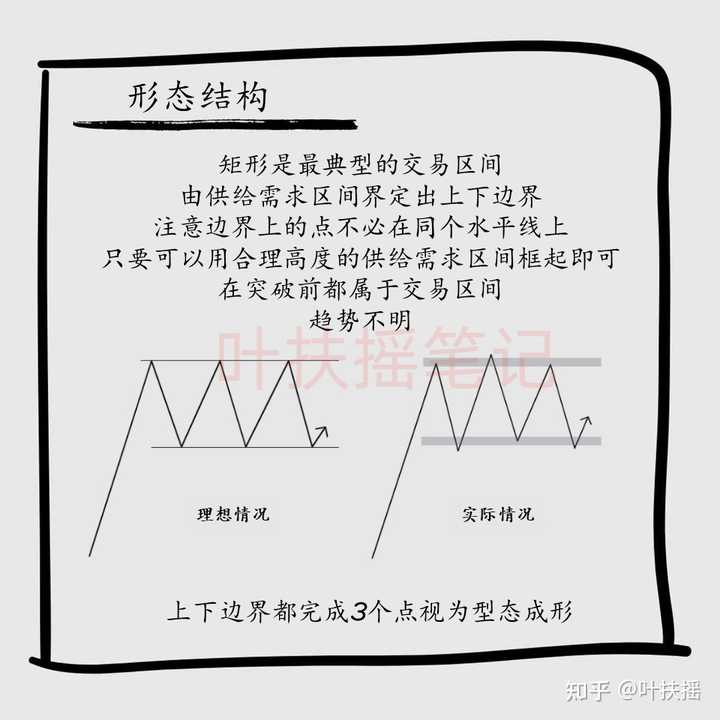 形态结构
矩形是最典型的交易区间
由供给需求区间界定出上下边界
注意边界上的点不必在同个水平线上
只要可以用合理高度的供给需求区间框起即可
在突破前都属于交易区间
趋势不明
叶扶摇笔记
理想情况
实际情况
上下边界都完成3个点视为型态成形
知乎 @叶扶摇